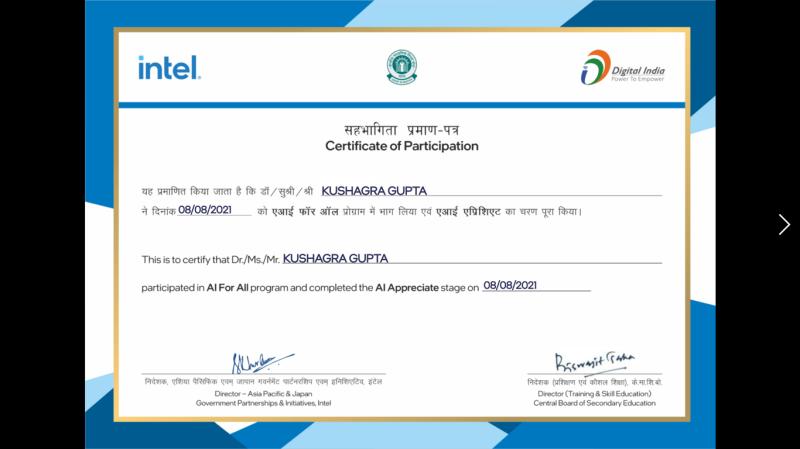 intel.
Digital India
Power To Empower
सहभागिता प्रमाण-पत्र
Certificate of Participation
यह प्रमाणित किया जाता है कि डॉ/सुश्री/श्री KUSHAGRA GUPTA
ने दिनांक 08/08/2021 को एआई फॉर ऑल प्रोग्राम में भाग लिया एवं एआई एप्रिशिएट का चरण पूरा किया।
This is to certify that Dr./Ms./Mr. KUSHAGRA GUPTA
participated in AI For All program and completed the AI Appreciate stage on 08/08/2021
निदेशक, एशिया पैसिफिक एवम् जापान गवर्नमेंट पार्टनरशिप एवम् इनिशिएटिव, इंटेल
Director – Asia Pacific & Japan
Government Partnerships & Initiatives, Intel
Biswajit Saha
निदेशक (प्रशिक्षण एवं कौशल शिक्षा), के.मा.शि.बो.
Director (Training & Skill Education)
Central Board of Secondary Education